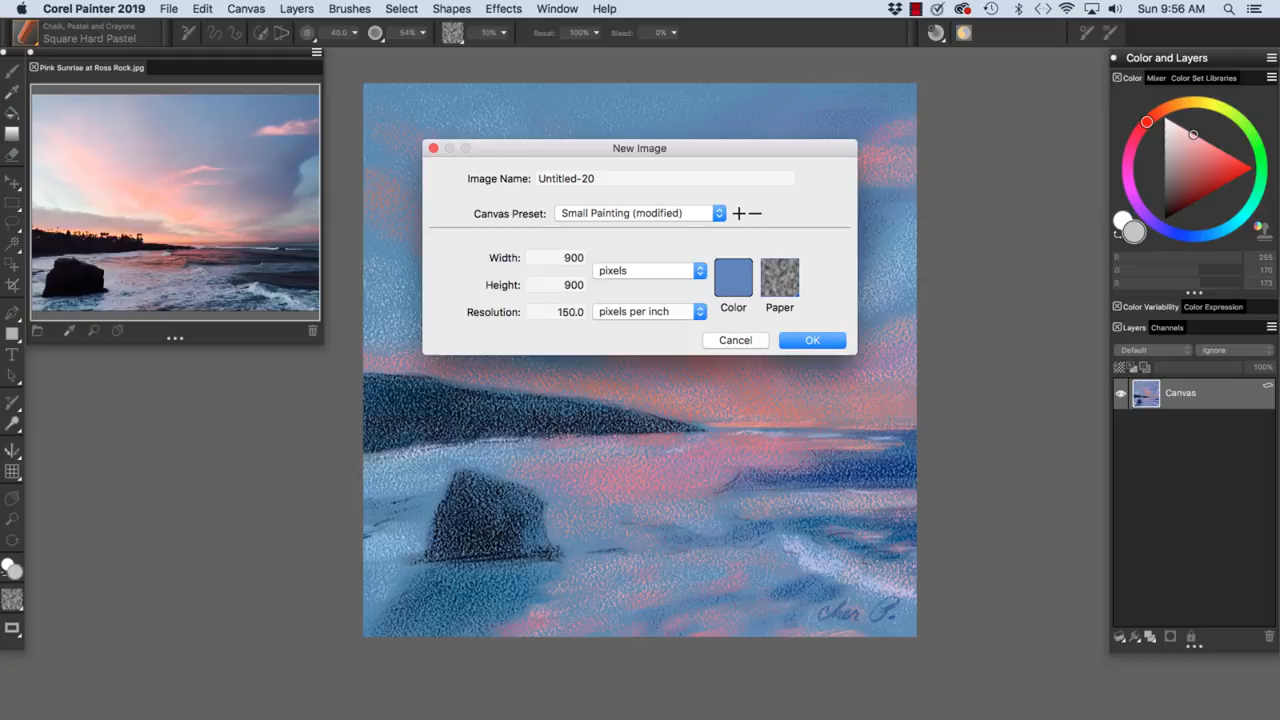 Corel Painter 2019 File Edit Canvas Layers Brushes Select Shapes Effects Window Help Sun 9:56 AM
Chalk, Pastel and Crayons
Square Hard Pastel
40.0 54% 10% Resat: 100% Bleed: 0%
Pink Sunrise at Ross Rock.jpg
New Image
Image Name: Untitled-20
Canvas Preset: Small Painting (modified)
Width: 900
pixels
Height: 900
Resolution: 150.0 pixels per inch
Color Paper
Cancel OK
Cher P.
Color and Layers
Color Mixer Color Set Libraries
R 255
G 170
B 173
Color Variability Color Expression
Layers Channels
Default Ignore
100%
Canvas